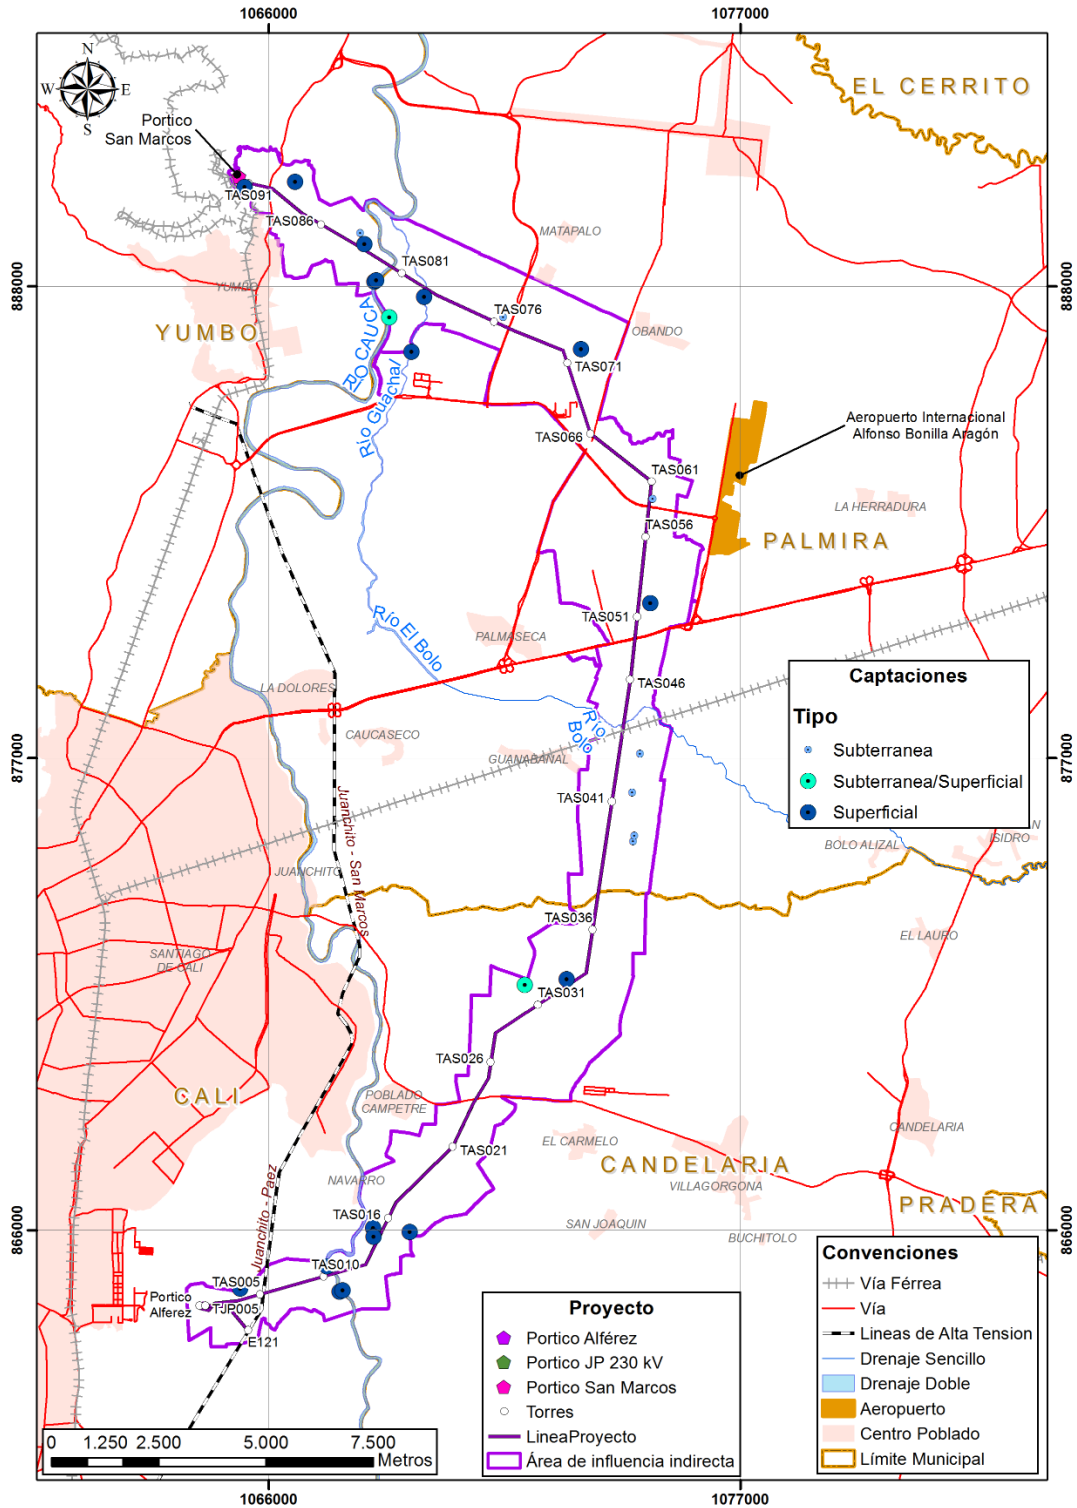 1066000
1077000
N
W
E
S
EL CERRITO
Portico
San Marcos
TAS091
TAS086
MATAPALO
TAS081
888000
888000
YUMBO
TAS076
YUMBO
RÍO CAUCA
OBANDO
TAS071
Río Guachal
Aeropuerto Internacional
Alfonso Bonilla Aragón
TAS066
TAS061
LA HERRADURA
TAS056
PALMIRA
Río El Bolo
TAS051
PALMASECA
TAS046
LA DOLORES
Río
Bolo
CAUCASECO
GUANABANAL
877000
877000
Captaciones
Tipo
Subterranea
Subterranea/Superficial
Superficial
TAS041
ISIDRO
BOLO ALIZAL
JUANCHITO
Juanchito - San Marcos
TAS036
EL LAURO
SANTIAGO
DE CALI
TAS031
TAS026
CALI
POBLADO
CAMPETRE
EL CARMELO
CANDELARIA
TAS021
CANDELARIA
VILLAGORGONA
NAVARRO
PRADERA
Juanchito - Paez
TAS016
SAN JOAQUIN
BUCHITOLO
866000
866000
TAS010
TAS005
Portico
Alferez
TJP005
E121
Proyecto
Portico Alférez
Portico JP 230 kV
Portico San Marcos
Torres
LineaProyecto
Área de influencia indirecta
Convenciones
Vía Férrea
Vía
Lineas de Alta Tension
Drenaje Sencillo
Drenaje Doble
Aeropuerto
Centro Poblado
Límite Municipal
0 1.250 2.500 5.000 7.500
Metros
1066000
1077000